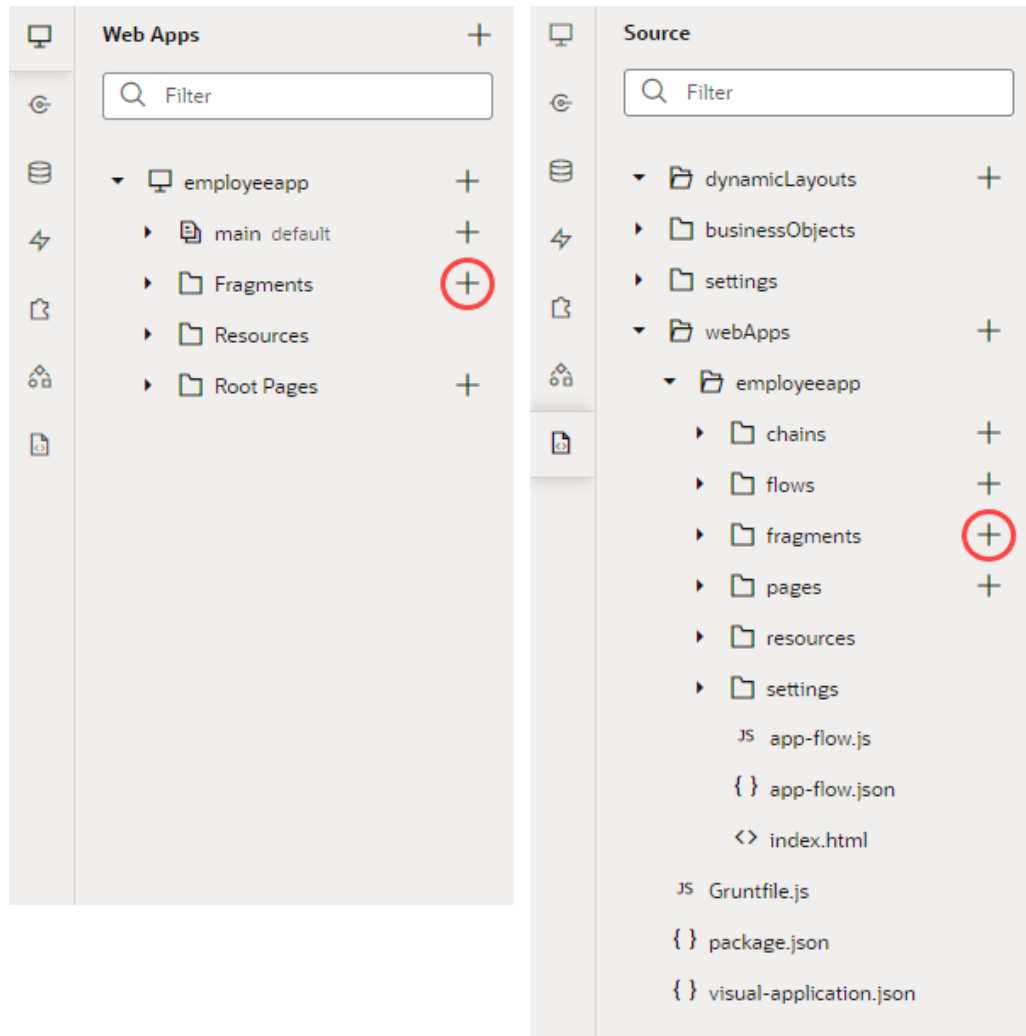 Web Apps
Filter
employeeapp
main default
Fragments
Resources
Root Pages
Source
Filter
dynamicLayouts
businessObjects
settings
webApps
employeeapp
chains
flows
fragments
pages
resources
settings
JS app-flow.js
{ } app-flow.json
<> index.html
JS Gruntfile.js
{ } package.json
{ } visual-application.json